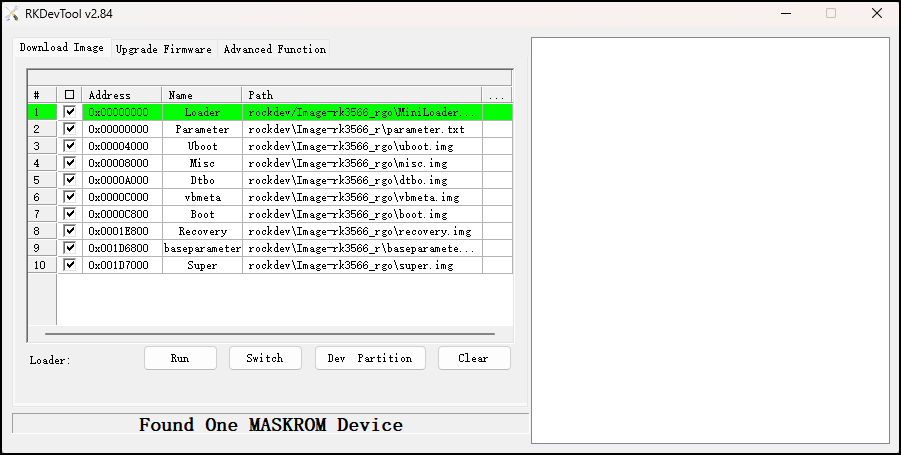 RKDevTool v2.84
Download Image Upgrade Firmware Advanced Function
# Address Name Path ...
1 0x00000000 Loader rockdev/Image-rk3566_rgo\MiniLoader...
2 0x00000000 Parameter rockdev\Image-rk3566_r\parameter.txt
3 0x00004000 Uboot rockdev\Image-rk3566_rgo\uboot.img
4 0x00008000 Misc rockdev\Image-rk3566_rgo\misc.img
5 0x0000A000 Dtbo rockdev\Image-rk3566_rgo\dtbo.img
6 0x0000C000 vbmeta rockdev\Image-rk3566_rgo\vbmeta.img
7 0x0000C800 Boot rockdev\Image-rk3566_rgo\boot.img
8 0x0001E800 Recovery rockdev\Image-rk3566_rgo\recovery.img
9 0x001D6800 baseparameter rockdev\Image-rk3566_r\baseparamete...
10 0x001D7000 Super rockdev\Image-rk3566_rgo\super.img
Loader: Run Switch Dev Partition Clear
Found One MASKROM Device